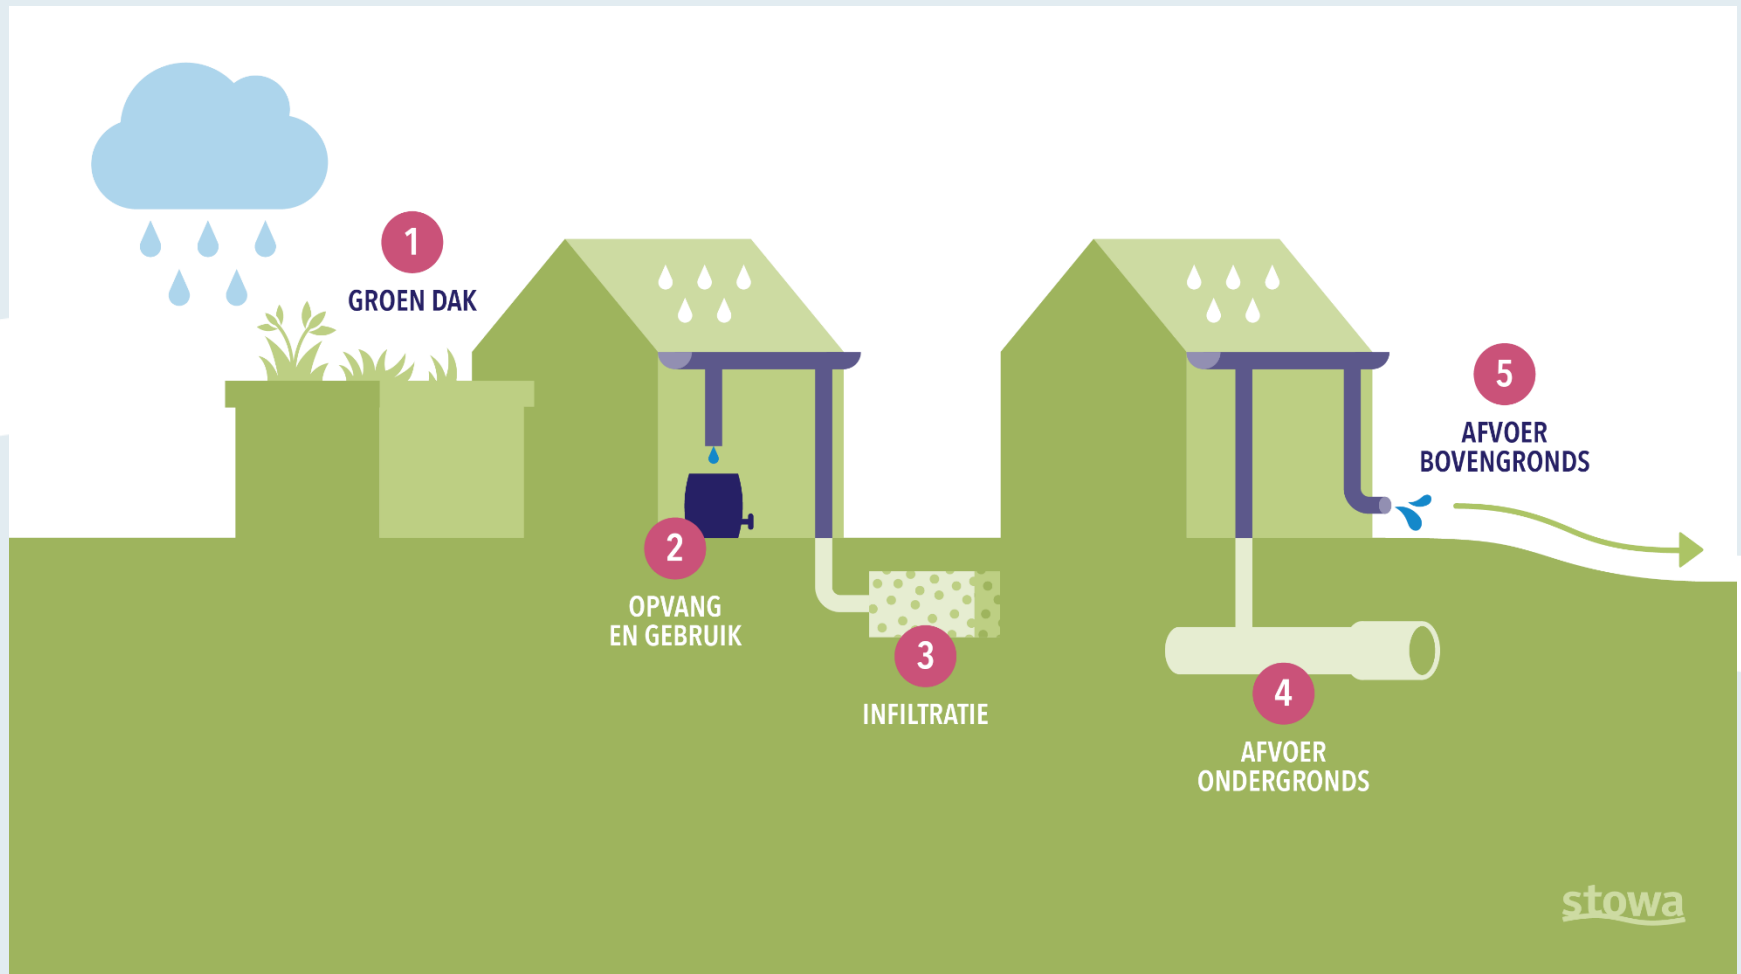 1
GROEN DAK
2
OPVANG
EN GEBRUIK
3
INFILTRATIE
4
AFVOER
ONDERGRONDS
5
AFVOER
BOVENGRONDS
stowa